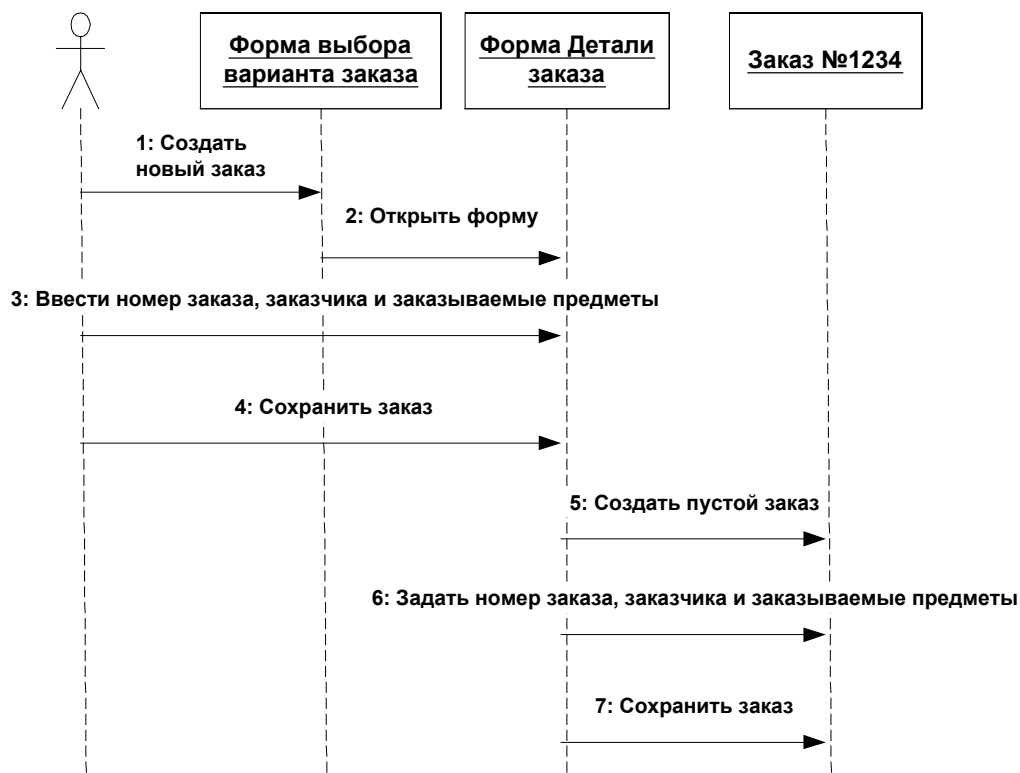 Форма выбора
варианта заказа
Форма Детали
заказа
Заказ №1234
1: Создать
новый заказ
2: Открыть форму
3: Ввести номер заказа, заказчика и заказываемые предметы
4: Сохранить заказ
5: Создать пустой заказ
6: Задать номер заказа, заказчика и заказываемые предметы
7: Сохранить заказ